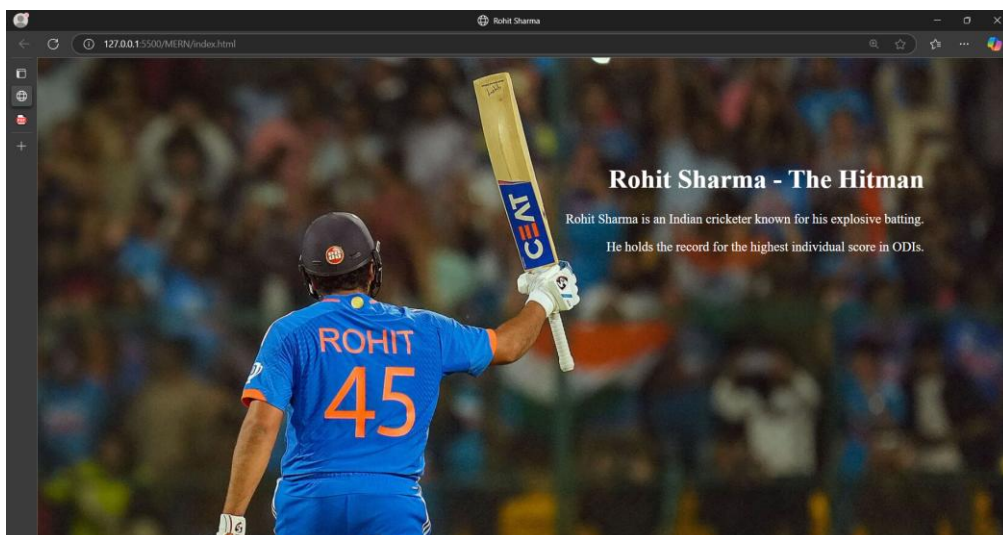 Rohit Sharma
127.0.0.1:5500/MERN/index.html
Rohit Sharma - The Hitman
Rohit Sharma is an Indian cricketer known for his explosive batting.
He holds the record for the highest individual score in ODIs.
CEAT
ROHIT
45